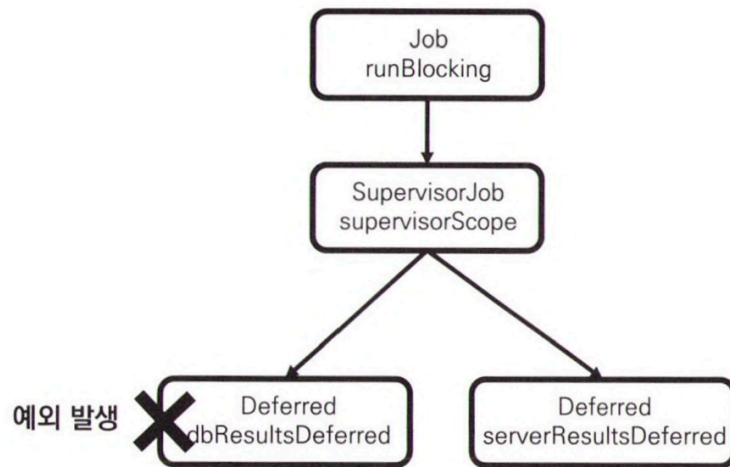 Job
runBlocking
SupervisorJob
supervisorScope
예외 발생
Deferred
dbResultsDeferred
Deferred
serverResultsDeferred